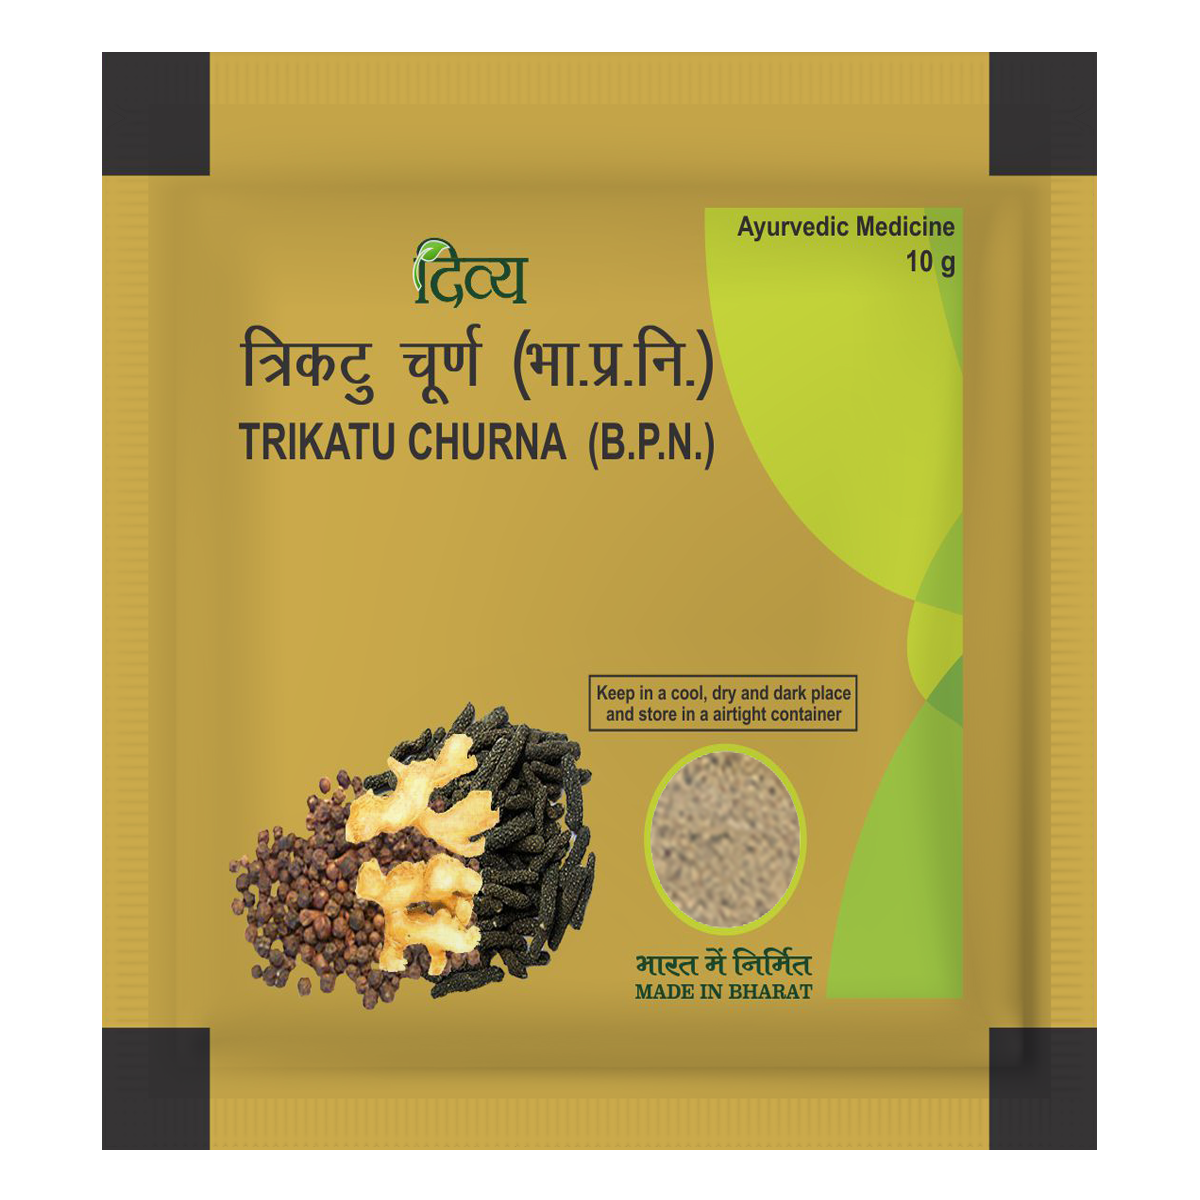 Ayurvedic Medicine
10 g
दिव्य
त्रिकटु चूर्ण (भा.प्र.नि.)
TRIKATU CHURNA (B.P.N.)
Keep in a cool, dry and dark place
and store in a airtight container
भारत में निर्मित
MADE IN BHARAT